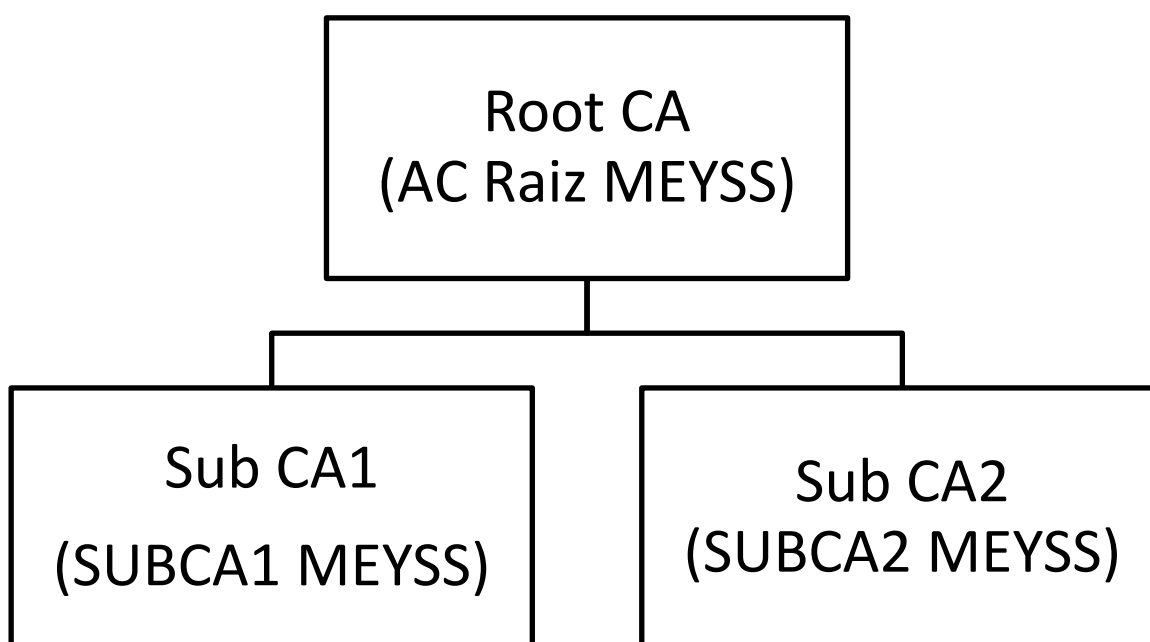 Root CA
(AC Raiz MEYSS)
Sub CA1
(SUBCA1 MEYSS)
Sub CA2
(SUBCA2 MEYSS)